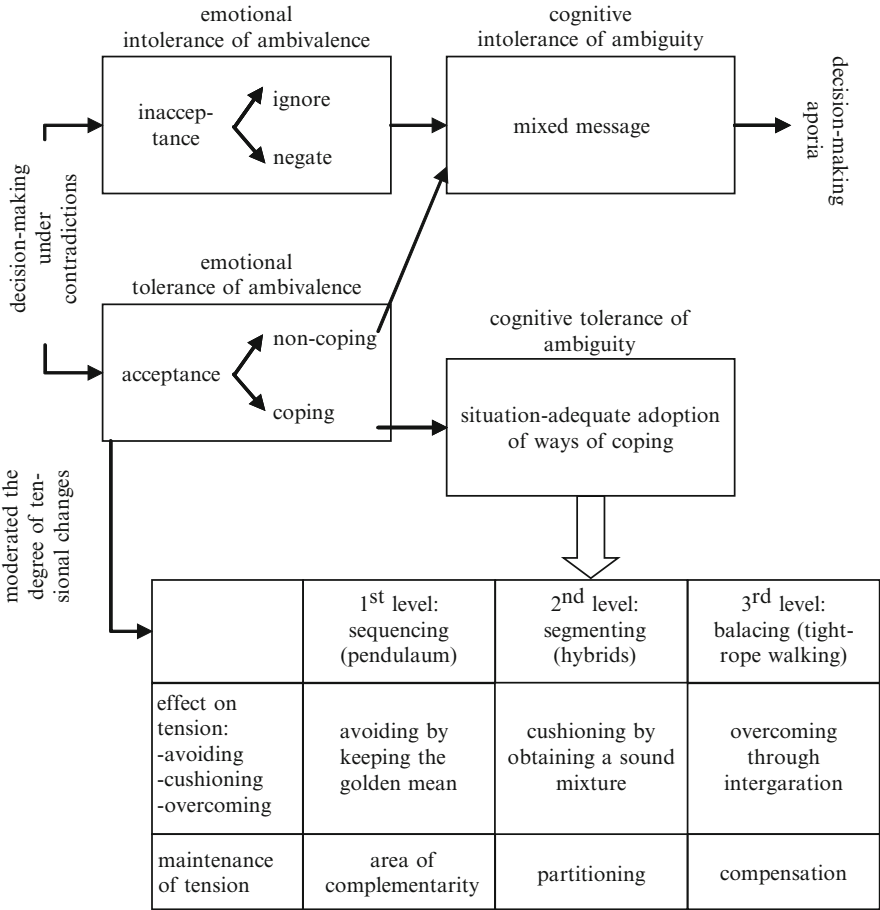 emotional
intolerance of ambivalence
cognitive
intolerance of ambiguity
inaccep-
tance
ignore
negate
mixed message
decision-making
aporia
decision-making
under
contradictions
emotional
tolerance of ambivalence
acceptance
non-coping
coping
cognitive tolerance of
ambiguity
situation-adequate adoption
of ways of coping
moderated the
degree of ten-
sional changes
1st level:
sequencing
(pendulaum)
2nd level:
segmenting
(hybrids)
3rd level:
balacing (tight-
rope walking)
effect on
tension:
-avoiding
-cushioning
-overcoming
avoiding by
keeping the
golden mean
cushioning by
obtaining a sound
mixture
overcoming
through
intergaration
maintenance
of tension
area of
complementarity
partitioning
compensation